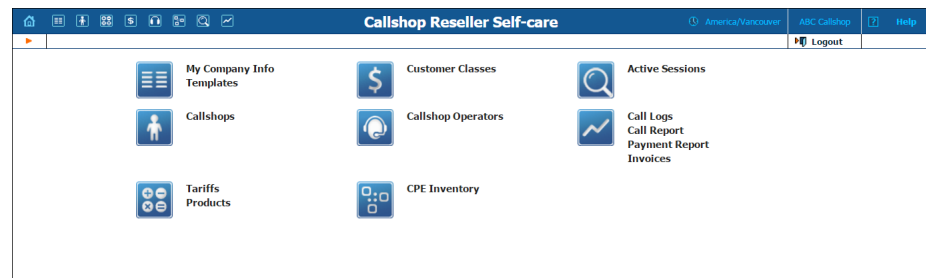 Callshop Reseller Self-care
America/Vancouver
ABC Callshop
?
Help
Logout
My Company Info
Templates
Customer Classes
Active Sessions
Callshops
Callshop Operators
Call Logs
Call Report
Payment Report
Invoices
Tariffs
Products
CPE Inventory